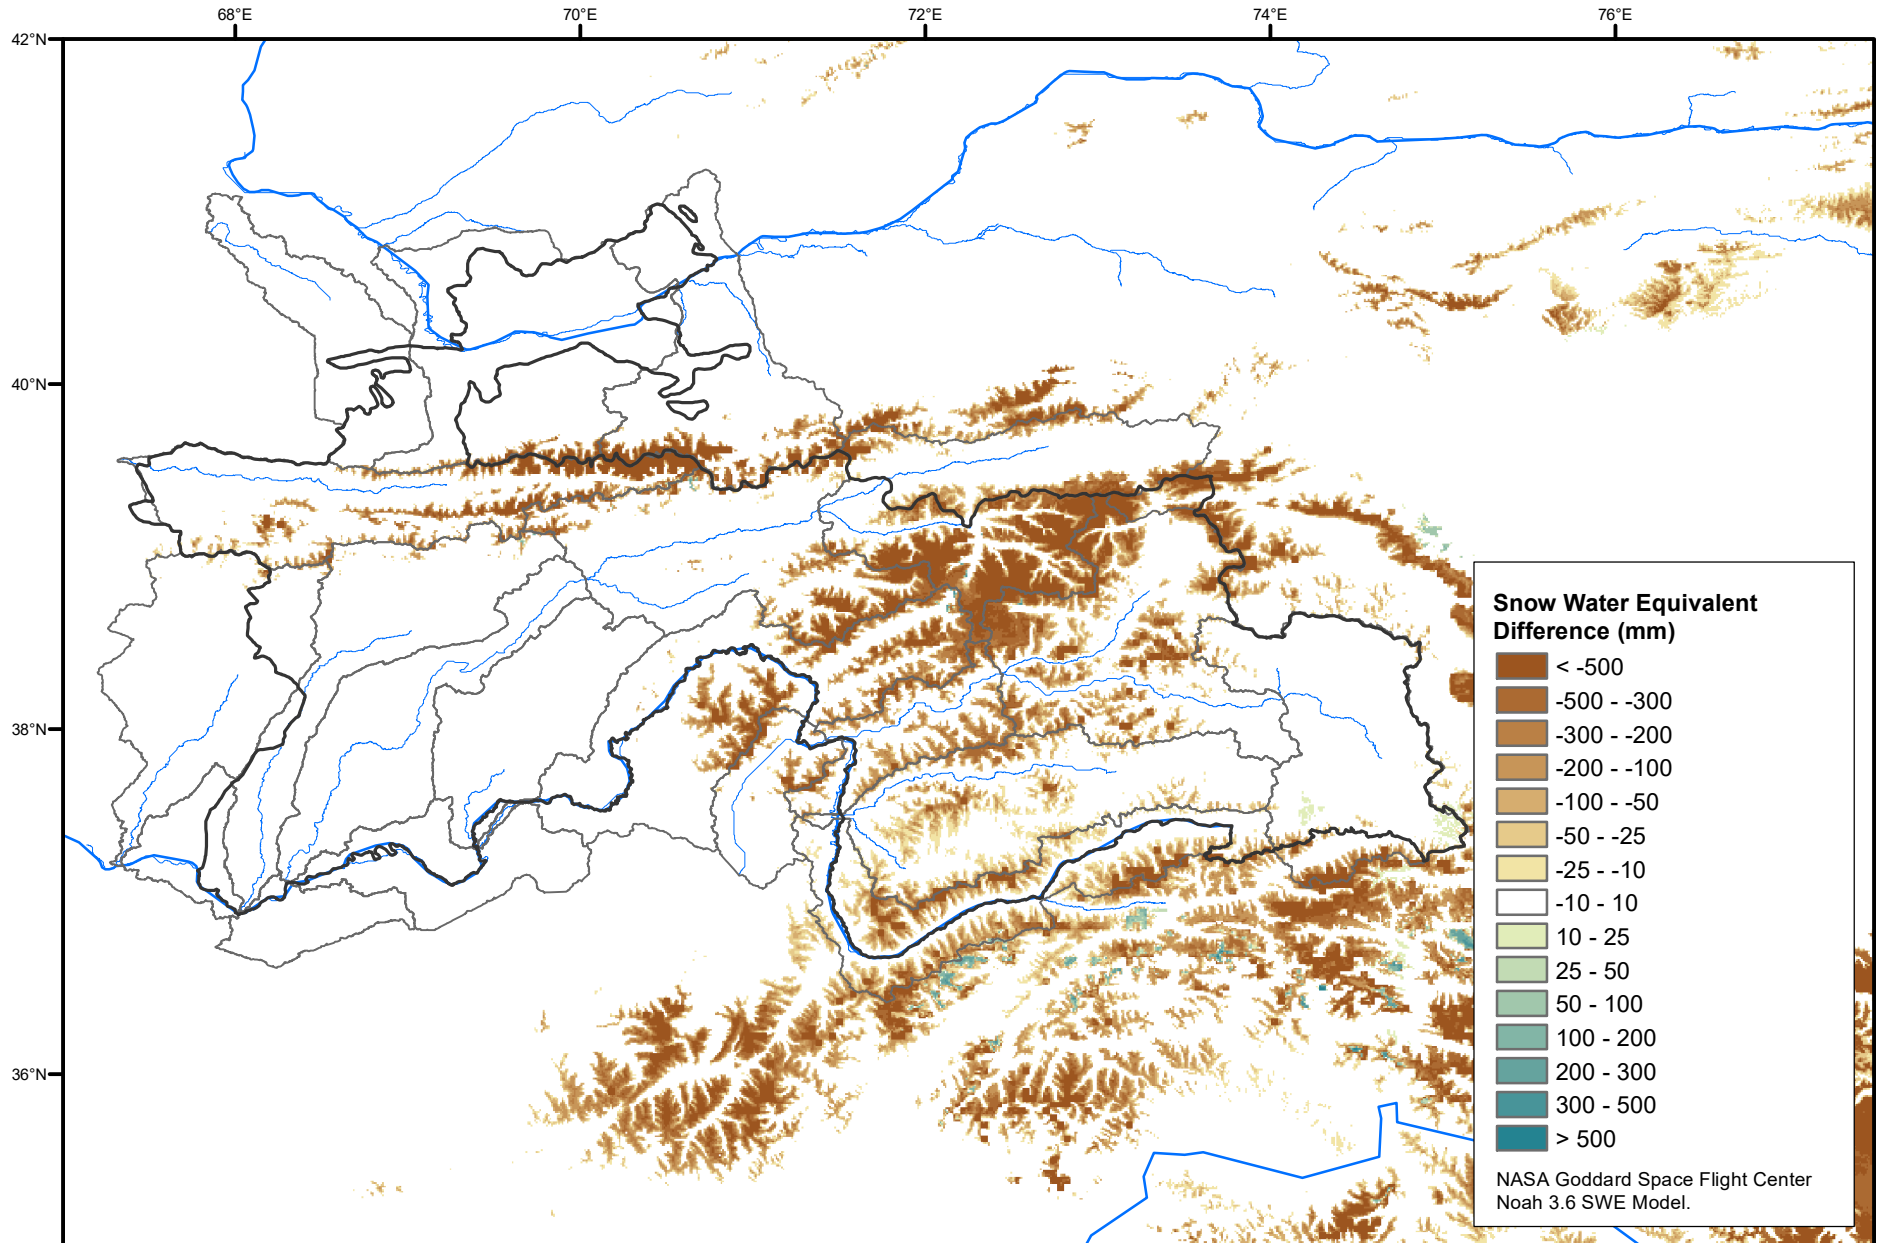 68°E 70°E 72°E 74°E 76°E
42°N
40°N
38°N
36°N
Snow Water Equivalent
Difference (mm)
< -500
-500 - -300
-300 - -200
-200 - -100
-100 - -50
-50 - -25
-25 - -10
-10 - 10
10 - 25
25 - 50
50 - 100
100 - 200
200 - 300
300 - 500
> 500
NASA Goddard Space Flight Center
Noah 3.6 SWE Model.